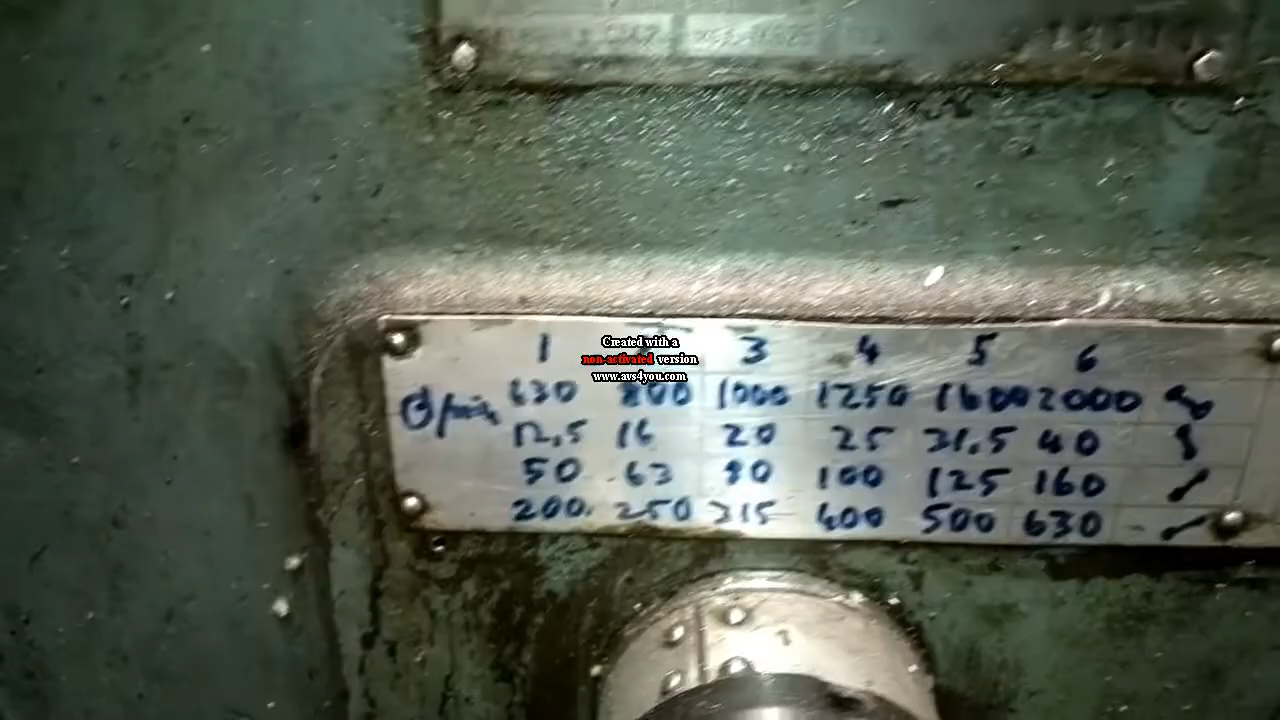 1 3 4 5 6
630 800 1000 1250 1600 2000
12,5 16 20 25 31,5 40
50 63 80 100 125 160
200 250 315 400 500 630
Created with a
non-activated version
www.avs4you.com